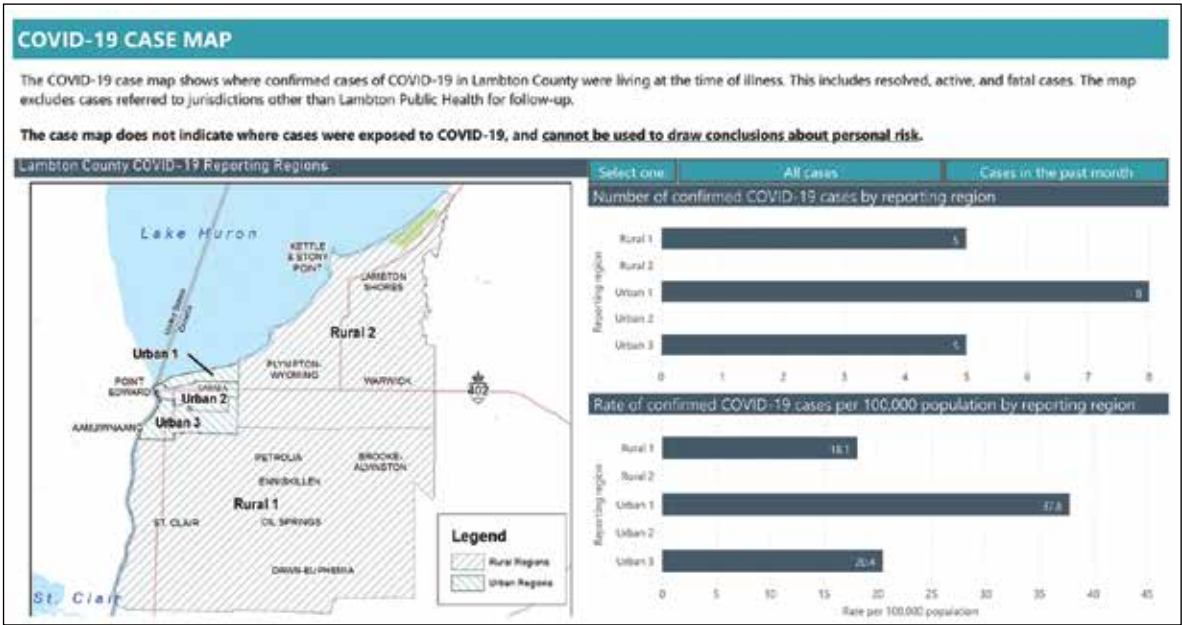 COVID-19 CASE MAP
The COVID-19 case map shows where confirmed cases of COVID-19 in Lambton County were living at the time of illness. This includes resolved, active, and fatal cases. The map
excludes cases referred to jurisdictions other than Lambton Public Health for follow-up.
The case map does not indicate where cases were exposed to COVID-19, and cannot be used to draw conclusions about personal risk.
Lambton County COVID-19 Reporting Regions
Lake Huron
KETTLE
& STONY
POINT
LAMBTON
SHORES
Rural 2
Urban 1
PLYMPTON-
WYOMING
POINT
EDWARD
SARNIA
Urban 2
WARWICK
402
Urban 3
AAMJIWNAANG
PETROLIA
BROOKE-
ALVINSTON
ENNISKILLEN
Rural 1
ST. CLAIR
OIL SPRINGS
DAWN-EUPHEMIA
St. Clair
Legend
Rural Regions
Urban Regions
Select one:
All cases
Cases in the past month
Number of confirmed COVID-19 cases by reporting region
Reporting region
Rural 1
5
Rural 2
Urban 1
8
Urban 2
Urban 3
5
0 1 2 3 4 5 6 7 8
Rate of confirmed COVID-19 cases per 100,000 population by reporting region
Reporting region
Rural 1
18.1
Rural 2
Urban 1
37.8
Urban 2
Urban 3
20.4
0 5 10 15 20 25 30 35 40 45
Rate per 100,000 population